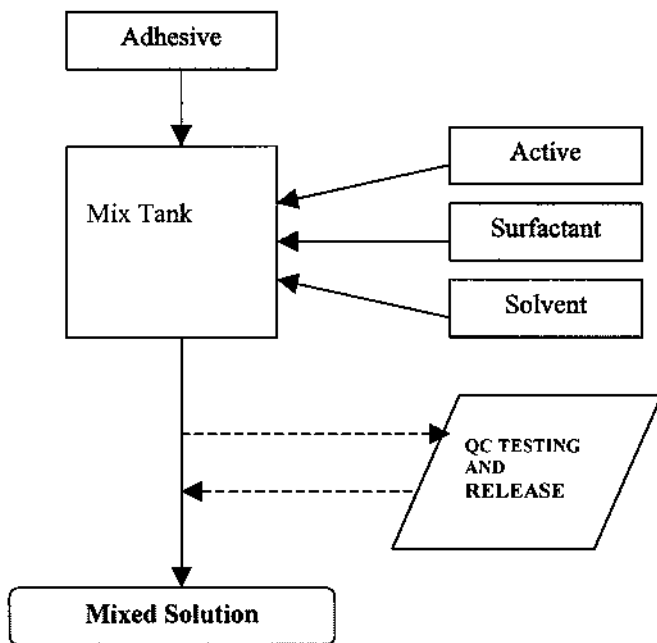 Adhesive
Mix Tank
Active
Surfactant
Solvent
QC TESTING
AND
RELEASE
Mixed Solution